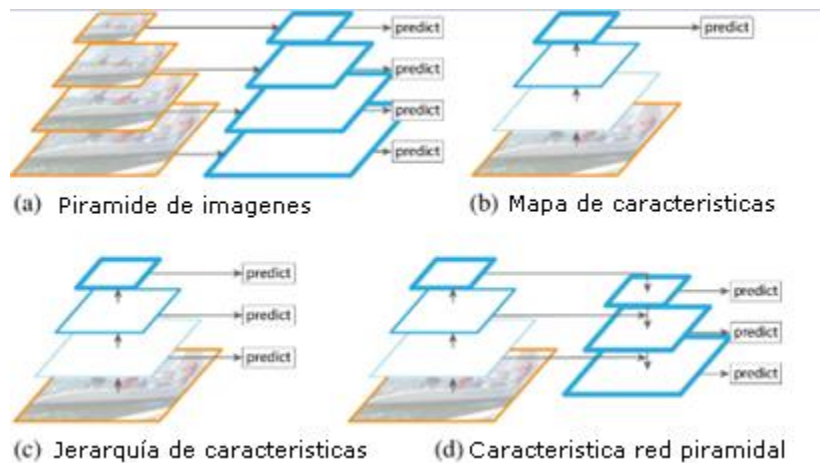 predict
predict
predict
predict
predict
(a) Piramide de imagenes
(b) Mapa de caracteristicas
predict
predict
predict
predict
predict
predict
(c) Jerarquía de caracteristicas
(d) Caracteristica red piramidal